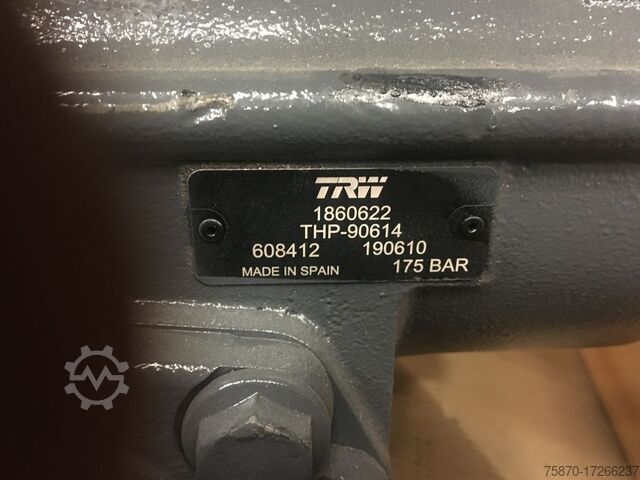 TRW
1860622
THP-90614
608412 190610
MADE IN SPAIN 175 BAR
75870-17266237